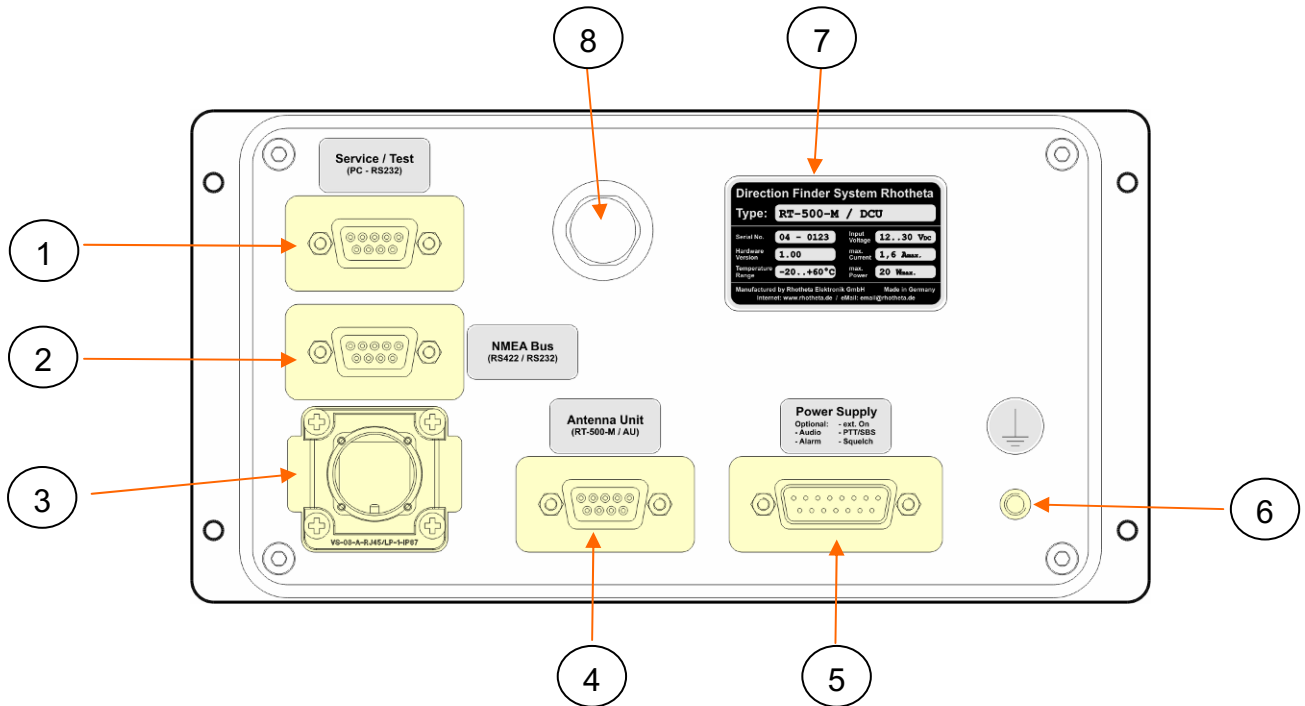 8
7
Service / Test
(PC - RS232)
Direction Finder System Rhotheta
Type: RT-500-M / DCU
Serial No. 04 - 0123 Input Voltage 12..30 VDC
Hardware Version 1.00 max. Current 1,6 Amax.
Temperature Range -20..+60°C max. Power 20 Wmax.
Manufactured by Rhotheta Elektronik GmbH Made in Germany
Internet: www.rhotheta.de / eMail: email@rhotheta.de
1
2
NMEA Bus
(RS422 / RS232)
3
VS-08-A-RJ45/LP-1-IP67
Antenna Unit
(RT-500-M / AU)
Power Supply
Optional: - ext. On
- Audio - PTT/SBS
- Alarm - Squelch
6
4
5